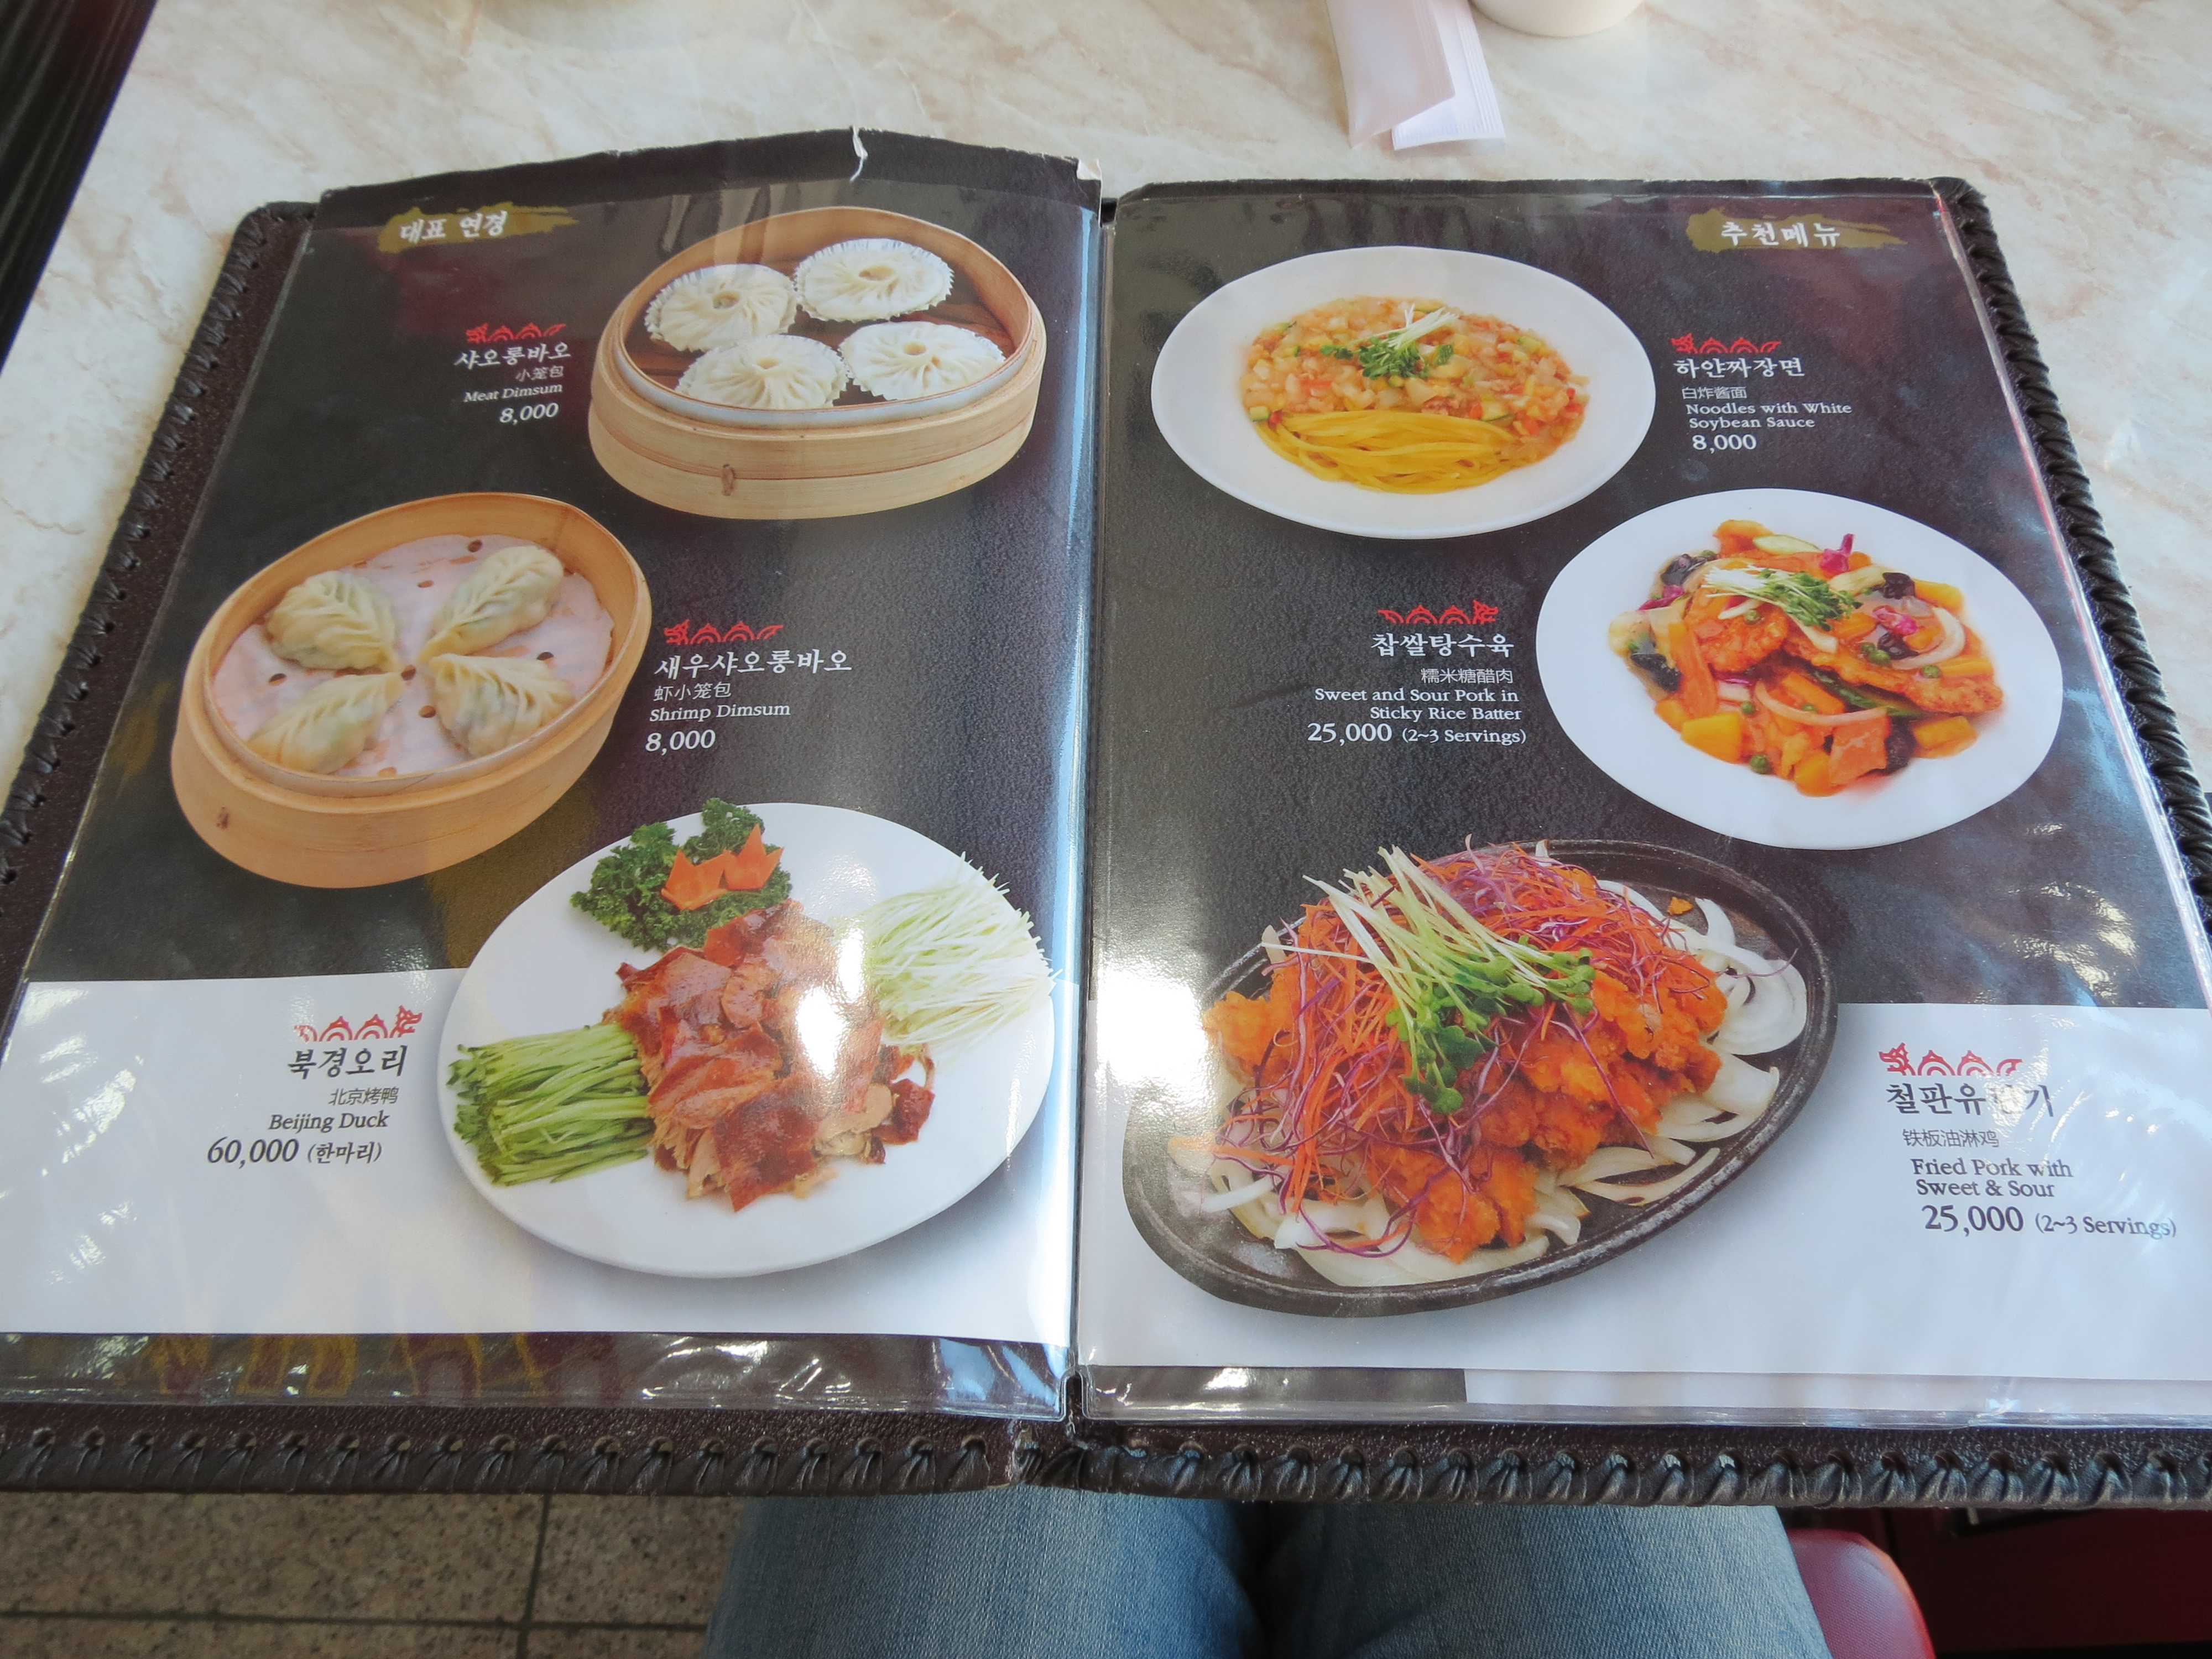 대표 연경
샤오롱바오
小笼包
Meat Dimsum
8,000
새우샤오롱바오
虾小笼包
Shrimp Dimsum
8,000
북경오리
北京烤鸭
Beijing Duck
60,000 (한마리)
추천메뉴
하얀짜장면
白炸酱面
Noodles with White
Soybean Sauce
8,000
찹쌀탕수육
糯米糖醋肉
Sweet and Sour Pork in
Sticky Rice Batter
25,000 (2~3 Servings)
철판유린기
铁板油淋鸡
Fried Pork with
Sweet & Sour
25,000 (2~3 Servings)